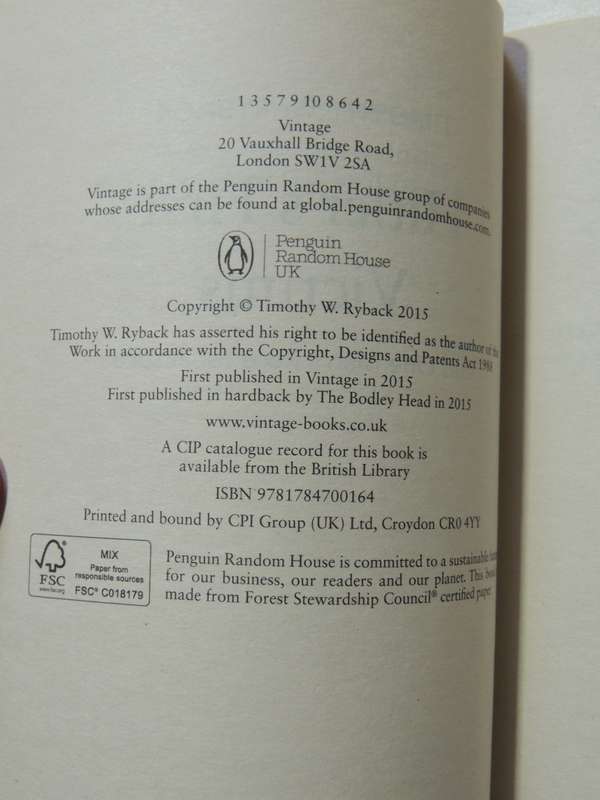 1 3 5 7 9 10 8 6 4 2
Vintage
20 Vauxhall Bridge Road,
London SW1V 2SA
Vintage is part of the Penguin Random House group of companies
whose addresses can be found at global.penguinrandomhouse.com.
Penguin
Random House
UK
Copyright © Timothy W. Ryback 2015
Timothy W. Ryback has asserted his right to be identified as the author of
Work in accordance with the Copyright, Designs and Patents Act 1988
First published in Vintage in 2015
First published in hardback by The Bodley Head in 2015
www.vintage-books.co.uk
A CIP catalogue record for this book is
available from the British Library
ISBN 9781784700164
Printed and bound by CPI Group (UK) Ltd, Croydon CR0 4YY
FSC
www.fsc.org
MIX
Paper from
responsible sources
FSC® C018179
Penguin Random House is committed to a sustainable
for our business, our readers and our planet. This
made from Forest Stewardship Council® certified paper